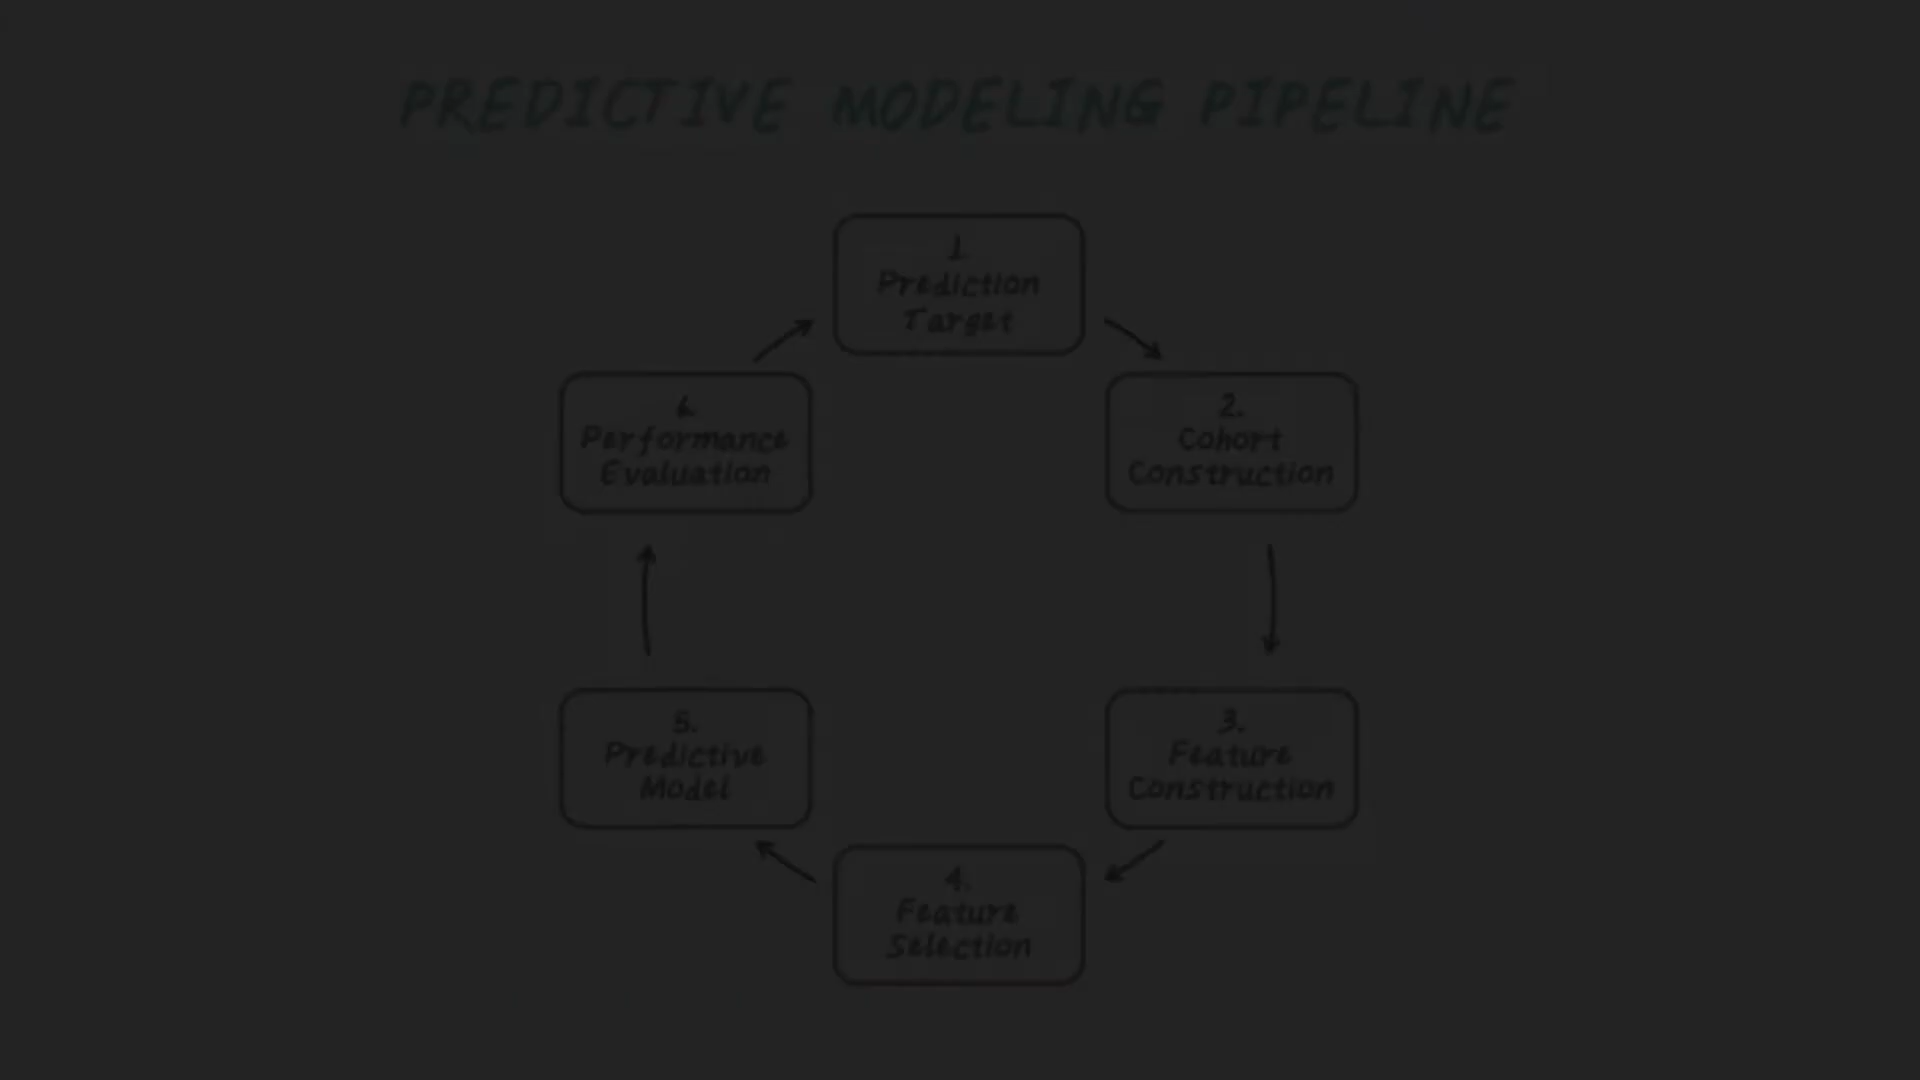 PREDICTIVE MODELING PIPELINE
1.
Prediction
Target
2.
Cohort
Construction
3.
Feature
Construction
4.
Feature
Selection
5.
Predictive
Model
6.
Performance
Evaluation